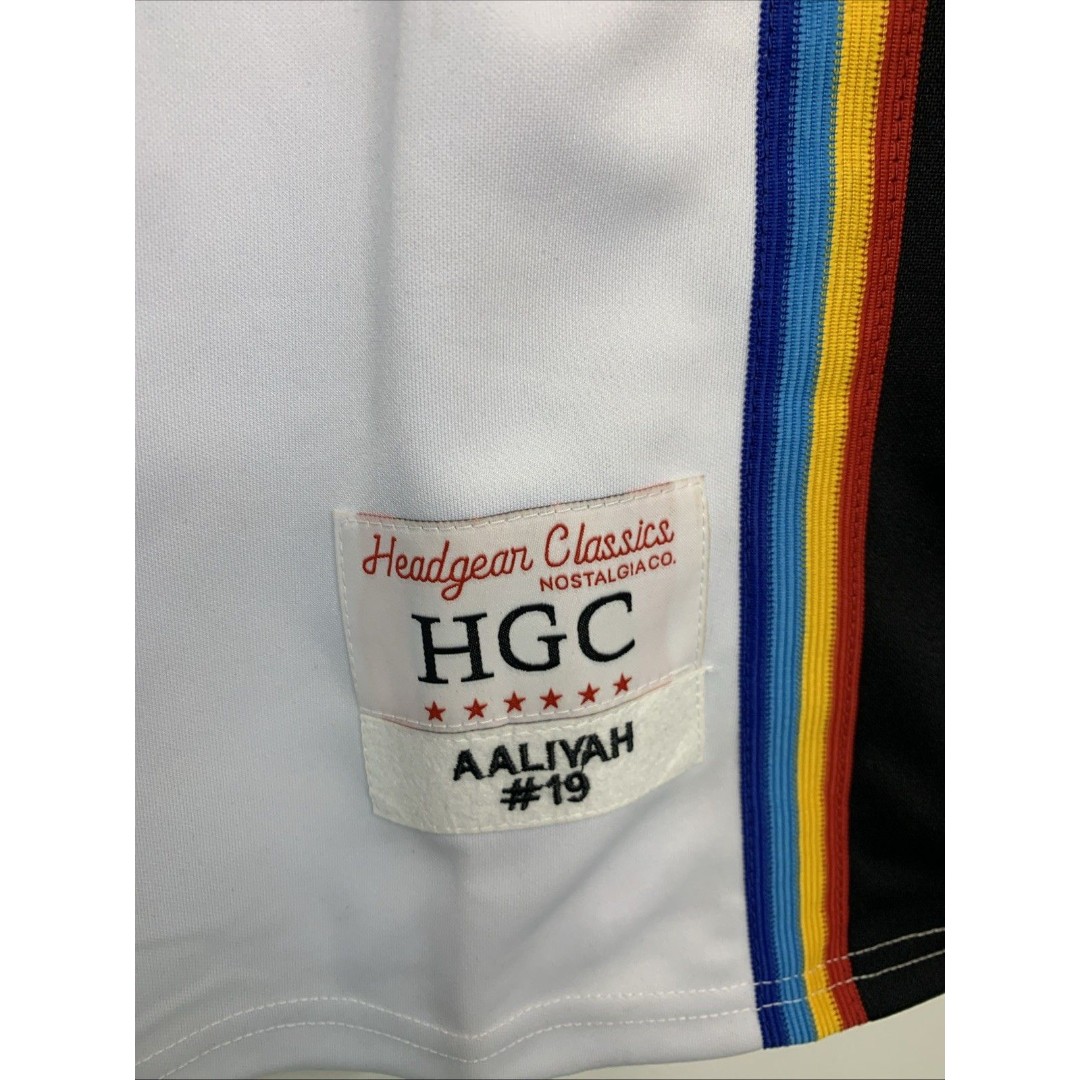 Headgear Classics
NOSTALGIA CO.
HGC
AALIYAH
#19